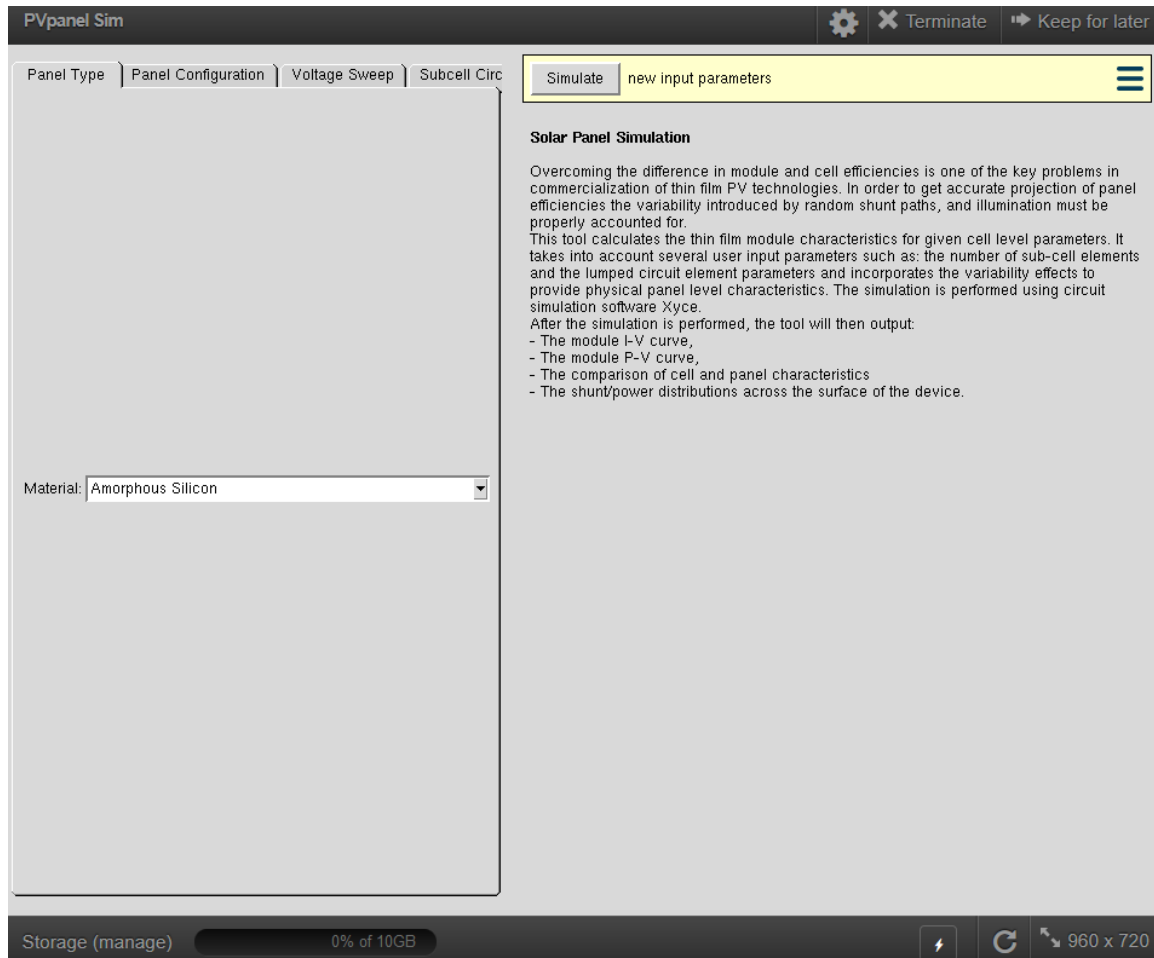 PVpanel Sim
Terminate
Keep for later
Panel Type
Panel Configuration
Voltage Sweep
Subcell Circ
Simulate
new input parameters
Solar Panel Simulation
Overcoming the difference in module and cell efficiencies is one of the key problems in
commercialization of thin film PV technologies. In order to get accurate projection of panel
efficiencies the variability introduced by random shunt paths, and illumination must be
properly accounted for.
This tool calculates the thin film module characteristics for given cell level parameters. It
takes into account several user input parameters such as: the number of sub-cell elements
and the lumped circuit element parameters and incorporates the variability effects to
provide physical panel level characteristics. The simulation is performed using circuit
simulation software Xyce.
After the simulation is performed, the tool will then output:
- The module I-V curve,
- The module P-V curve,
- The comparison of cell and panel characteristics
- The shunt/power distributions across the surface of the device.
Material: Amorphous Silicon
Storage (manage)
0% of 10GB
960 x 720